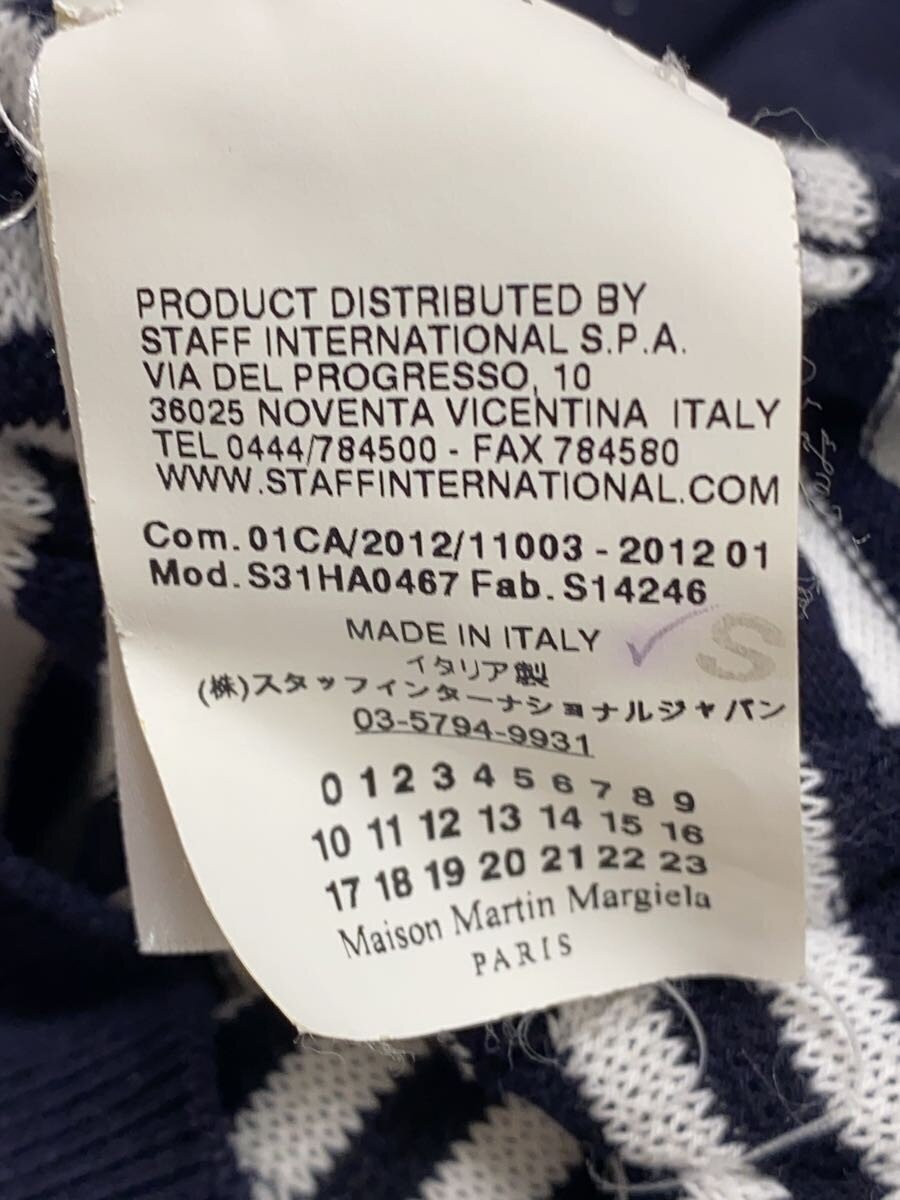 PRODUCT DISTRIBUTED BY
STAFF INTERNATIONAL S.P.A.
VIA DEL PROGRESSO, 10
36025 NOVENTA VICENTINA ITALY
TEL 0444/784500 - FAX 784580
WWW.STAFFINTERNATIONAL.COM
Com. 01CA/2012/11003 - 2012 01
Mod. S31HA0467 Fab. S14246
MADE IN ITALY S
イタリア製
(株)スタッフインターナショナルジャパン
03-5794-9931
0 1 2 3 4 5 6 7 8 9
10 11 12 13 14 15 16
17 18 19 20 21 22 23
Maison Martin Margiela
PARIS